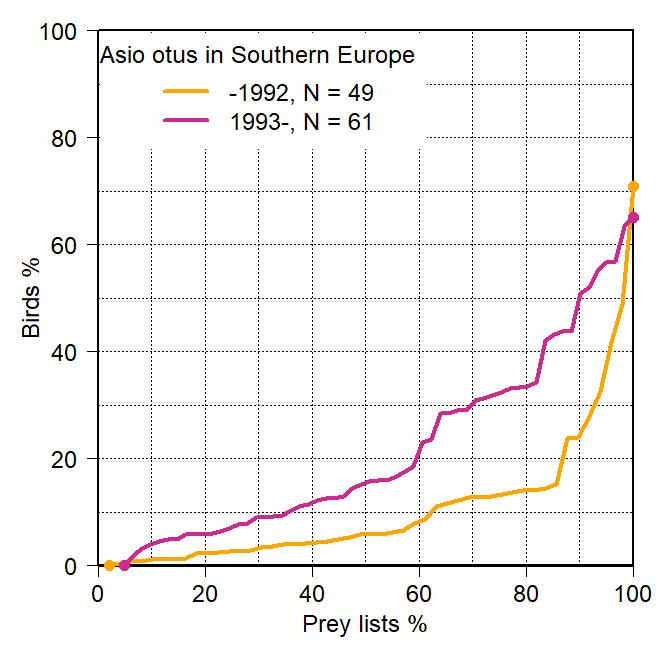 Asio otus in Southern Europe
-1992, N = 49
1993-, N = 61
100
80
60
40
20
0
Birds %
0 20 40 60 80 100
Prey lists %